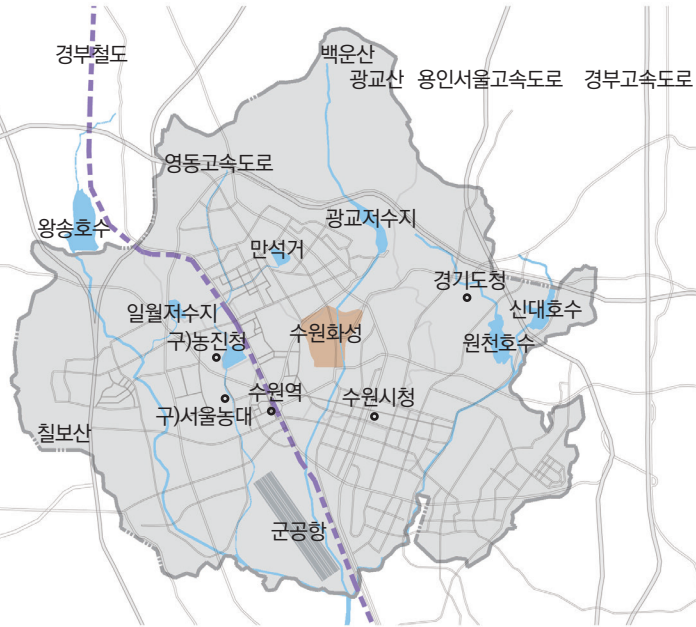 경부철도
백운산
광교산
용인서울고속도로
경부고속도로
영동고속도로
왕송호수
광교저수지
만석거
경기도청
일월저수지
신대호수
수원화성
구)농진청
원천호수
수원역
수원시청
구)서울농대
칠보산
군공항